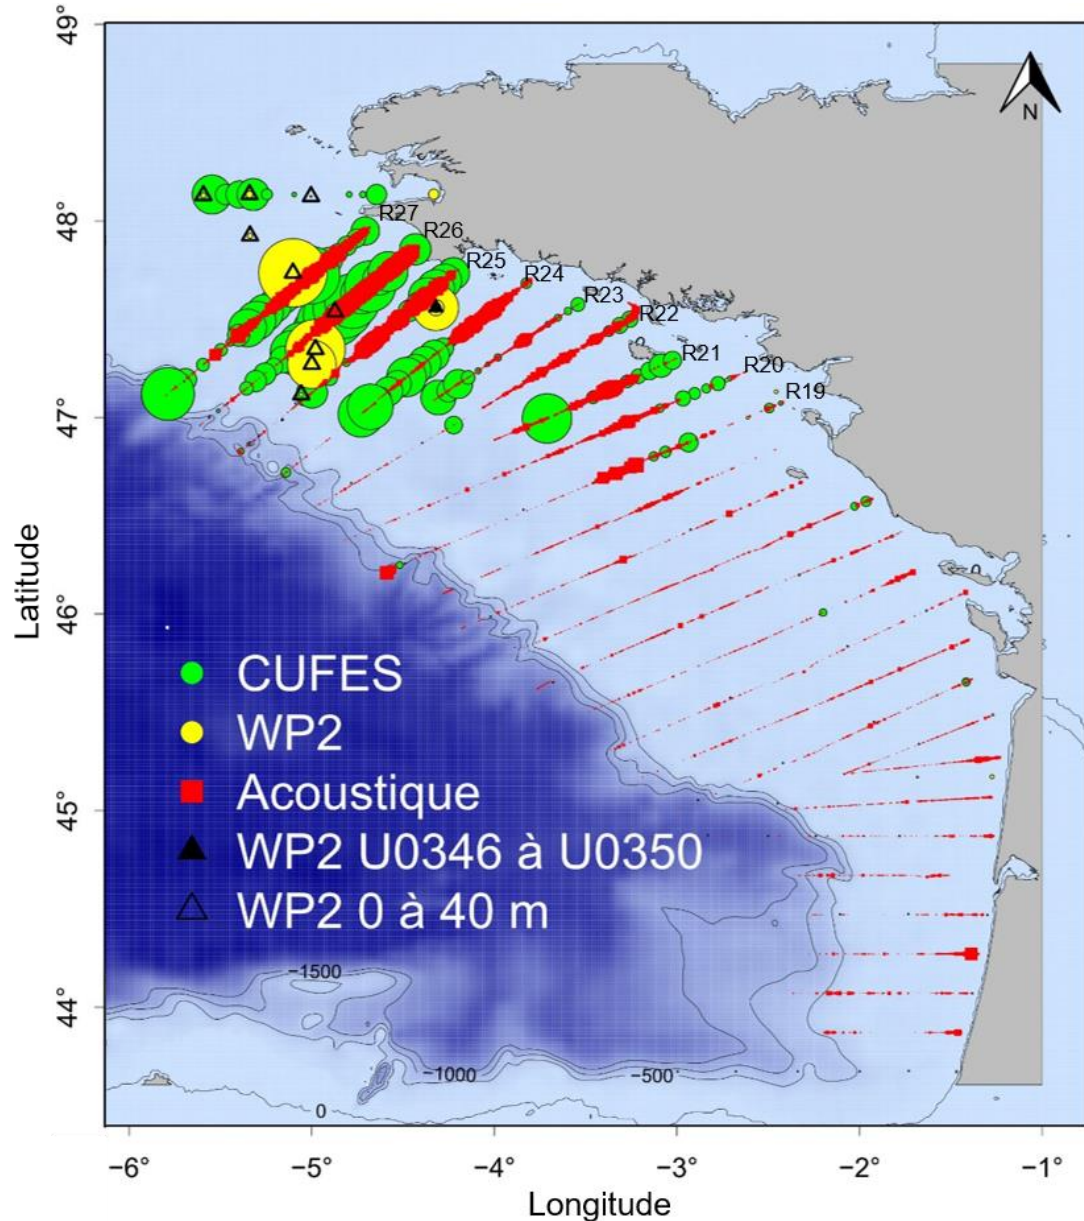 49°
N
48°
R27
R26
R25
R24
R23
R22
R21
R20
R19
47°
Latitude
46°
CUFES
WP2
45°
Acoustique
WP2 U0346 à U0350
WP2 0 à 40 m
44°
−1500
−1000
−500
0
−6°
−5°
−4°
−3°
−2°
−1°
Longitude